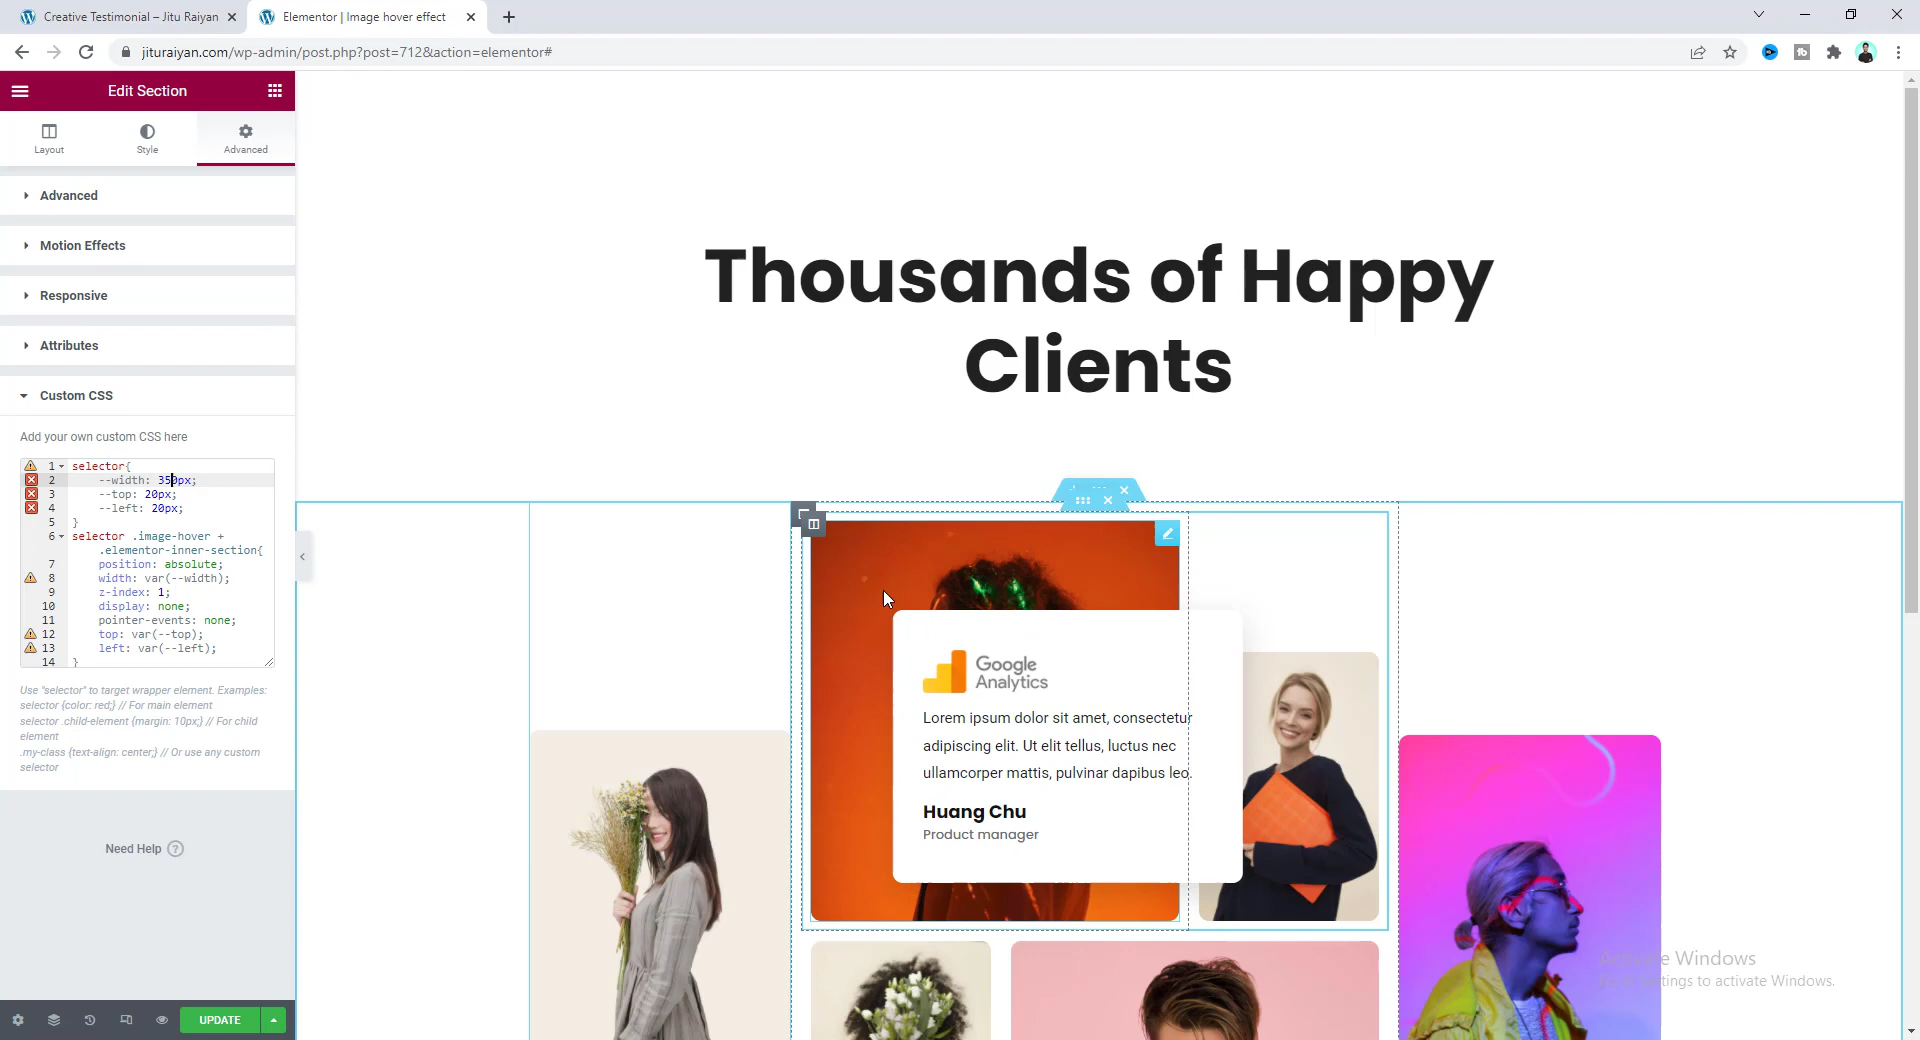 Creative Testimonial – Jitu Raiyan
Elementor | Image hover effect
jituraiyan.com/wp-admin/post.php?post=712&action=elementor#
Edit Section
Layout
Style
Advanced
Advanced
Motion Effects
Responsive
Attributes
Custom CSS
Add your own custom CSS here
1 selector{
2 --width: 350px;
3 --top: 20px;
4 --left: 20px;
5 }
6 selector .image-hover +
.elementor-inner-section{
7 position: absolute;
8 width: var(--width);
9 z-index: 1;
10 display: none;
11 pointer-events: none;
12 top: var(--top);
13 left: var(--left);
14 }
Use "selector" to target wrapper element. Examples:
selector {color: red;} // For main element
selector .child-element {margin: 10px;} // For child
element
.my-class {text-align: center;} // Or use any custom
selector
Need Help ?
UPDATE
Thousands of Happy
Clients
Google
Analytics
Lorem ipsum dolor sit amet, consectetur
adipiscing elit. Ut elit tellus, luctus nec
ullamcorper mattis, pulvinar dapibus leo.
Huang Chu
Product manager
Windows
to activate Windows.